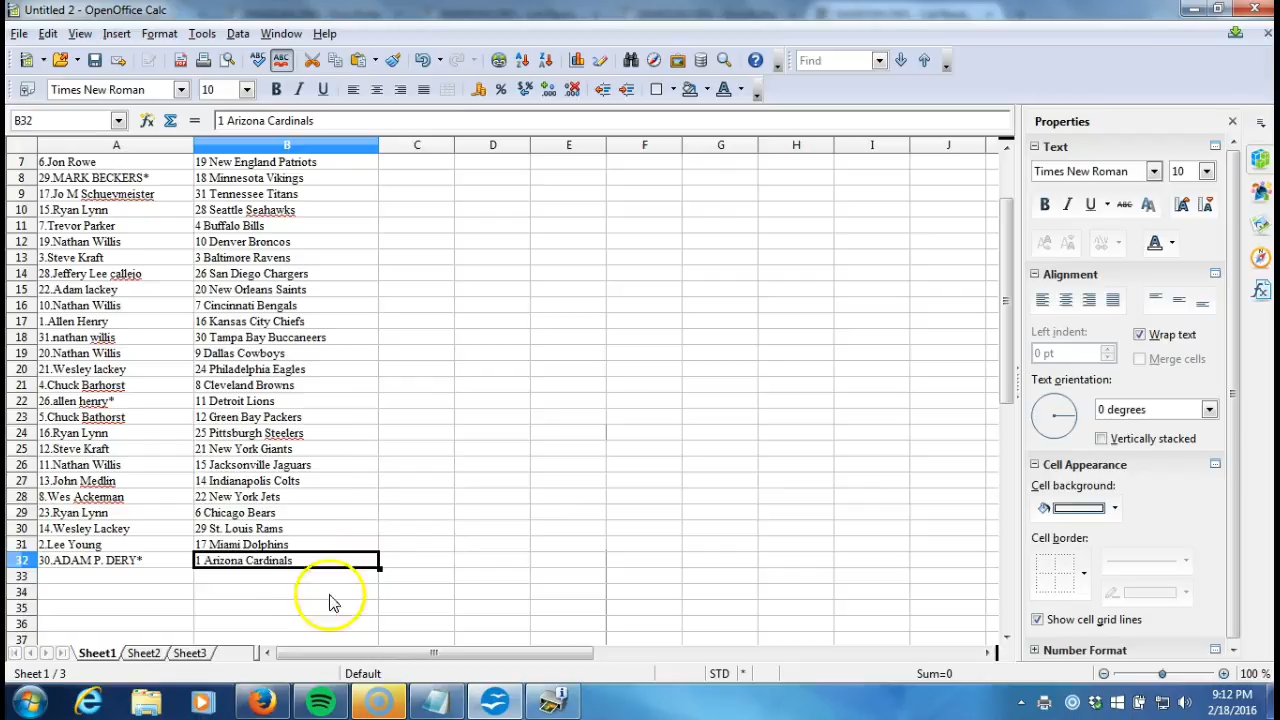 Untitled 2 - OpenOffice Calc
File Edit View Insert Format Tools Data Window Help
Find
Times New Roman 10
B32 1 Arizona Cardinals
A B C D E F G H I J
7 6.Jon Rowe 19 New England Patriots
8 29.MARK BECKERS* 18 Minnesota Vikings
9 17.Jo M Schuevmeister 31 Tennessee Titans
10 15.Ryan Lynn 28 Seattle Seahawks
11 7.Trevor Parker 4 Buffalo Bills
12 19.Nathan Willis 10 Denver Broncos
13 3.Steve Kraft 3 Baltimore Ravens
14 28.Jeffery Lee callejo 26 San Diego Chargers
15 22.Adam lackey 20 New Orleans Saints
16 10.Nathan Willis 7 Cincinnati Bengals
17 1.Allen Henry 16 Kansas City Chiefs
18 31.nathan willis 30 Tampa Bay Buccaneers
19 20.Nathan Willis 9 Dallas Cowboys
20 21.Wesley lackey 24 Philadelphia Eagles
21 4.Chuck Barhorst 8 Cleveland Browns
22 26.allen henry* 11 Detroit Lions
23 5.Chuck Bathorst 12 Green Bay Packers
24 16.Ryan Lynn 25 Pittsburgh Steelers
25 12.Steve Kraft 21 New York Giants
26 11.Nathan Willis 15 Jacksonville Jaguars
27 13.John Medlin 14 Indianapolis Colts
28 8.Wes Ackerman 22 New York Jets
29 23.Ryan Lynn 6 Chicago Bears
30 14.Wesley Lackey 29 St. Louis Rams
31 2.Lee Young 17 Miami Dolphins
32 30.ADAM P. DERY* 1 Arizona Cardinals
33
34
35
36
37
Sheet1 Sheet2 Sheet3
Sheet 1 / 3 Default STD * Sum=0 100 %
Properties
Text
Times New Roman 10
Alignment
Left indent:
0 pt
Wrap text
Merge cells
Text orientation:
0 degrees
Vertically stacked
Cell Appearance
Cell background:
Cell border:
Show cell grid lines
Number Format
9:12 PM
2/18/2016